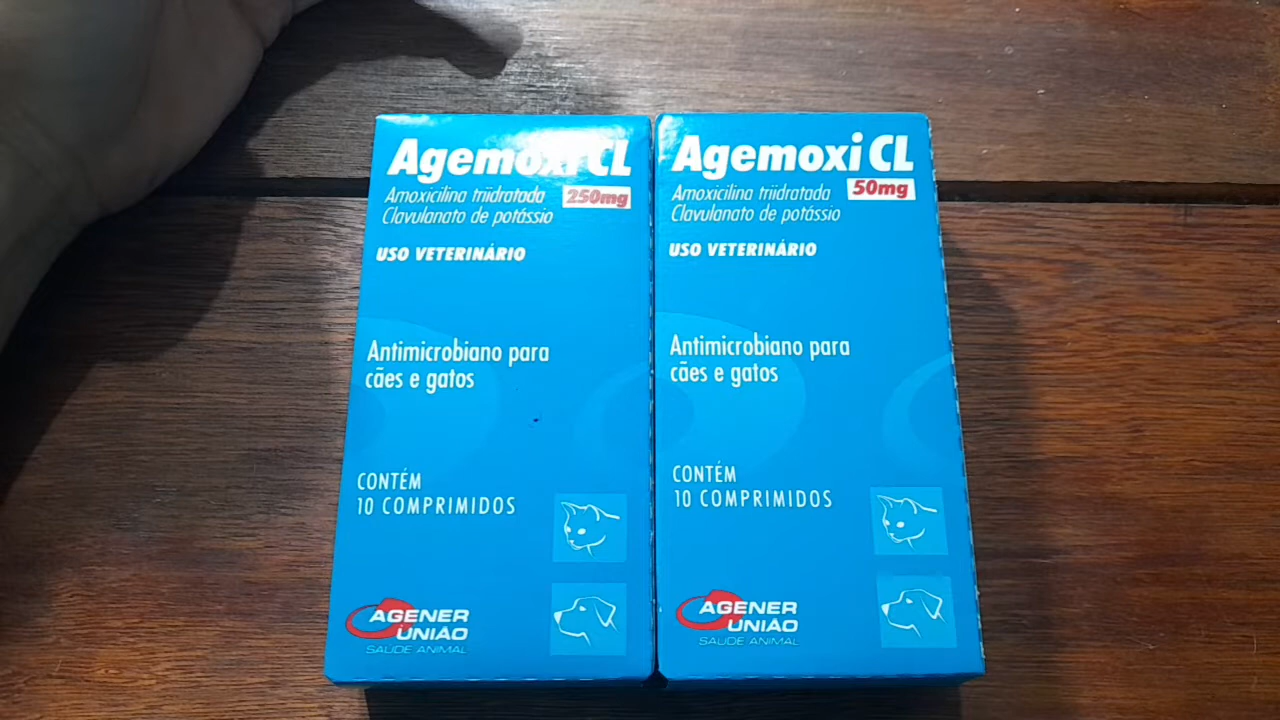 Agemoxi CL
Amoxicilina triidratada 250mg
Clavulanato de potássio
USO VETERINÁRIO
Antimicrobiano para
cães e gatos
CONTÉM
10 COMPRIMIDOS
AGENER
UNIÃO
SAÚDE ANIMAL
Agemoxi CL
Amoxicilina triidratada 50mg
Clavulanato de potássio
USO VETERINÁRIO
Antimicrobiano para
cães e gatos
CONTÉM
10 COMPRIMIDOS
AGENER
UNIÃO
SAÚDE ANIMAL